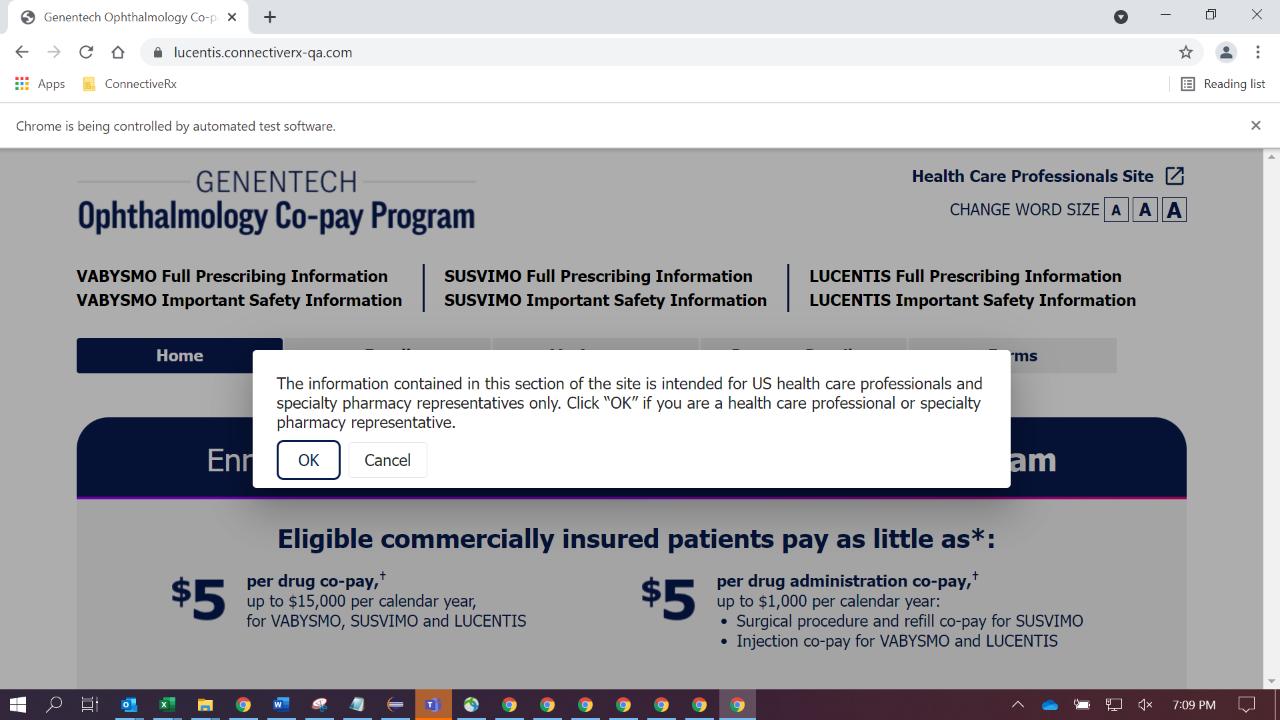 Genentech Ophthalmology Co-p
lucentis.connectiverx-qa.com
Apps
ConnectiveRx
Reading list
Chrome is being controlled by automated test software.
GENENTECH
Ophthalmology Co-pay Program
Health Care Professionals Site
CHANGE WORD SIZE A A A
VABYSMO Full Prescribing Information
VABYSMO Important Safety Information
SUSVIMO Full Prescribing Information
SUSVIMO Important Safety Information
LUCENTIS Full Prescribing Information
LUCENTIS Important Safety Information
Home
rms
The information contained in this section of the site is intended for US health care professionals and
specialty pharmacy representatives only. Click “OK” if you are a health care professional or specialty
pharmacy representative.
OK
Cancel
Enr
am
Eligible commercially insured patients pay as little as*:
$5
per drug co-pay,†
up to $15,000 per calendar year,
for VABYSMO, SUSVIMO and LUCENTIS
$5
per drug administration co-pay,†
up to $1,000 per calendar year:
• Surgical procedure and refill co-pay for SUSVIMO
• Injection co-pay for VABYSMO and LUCENTIS
7:09 PM